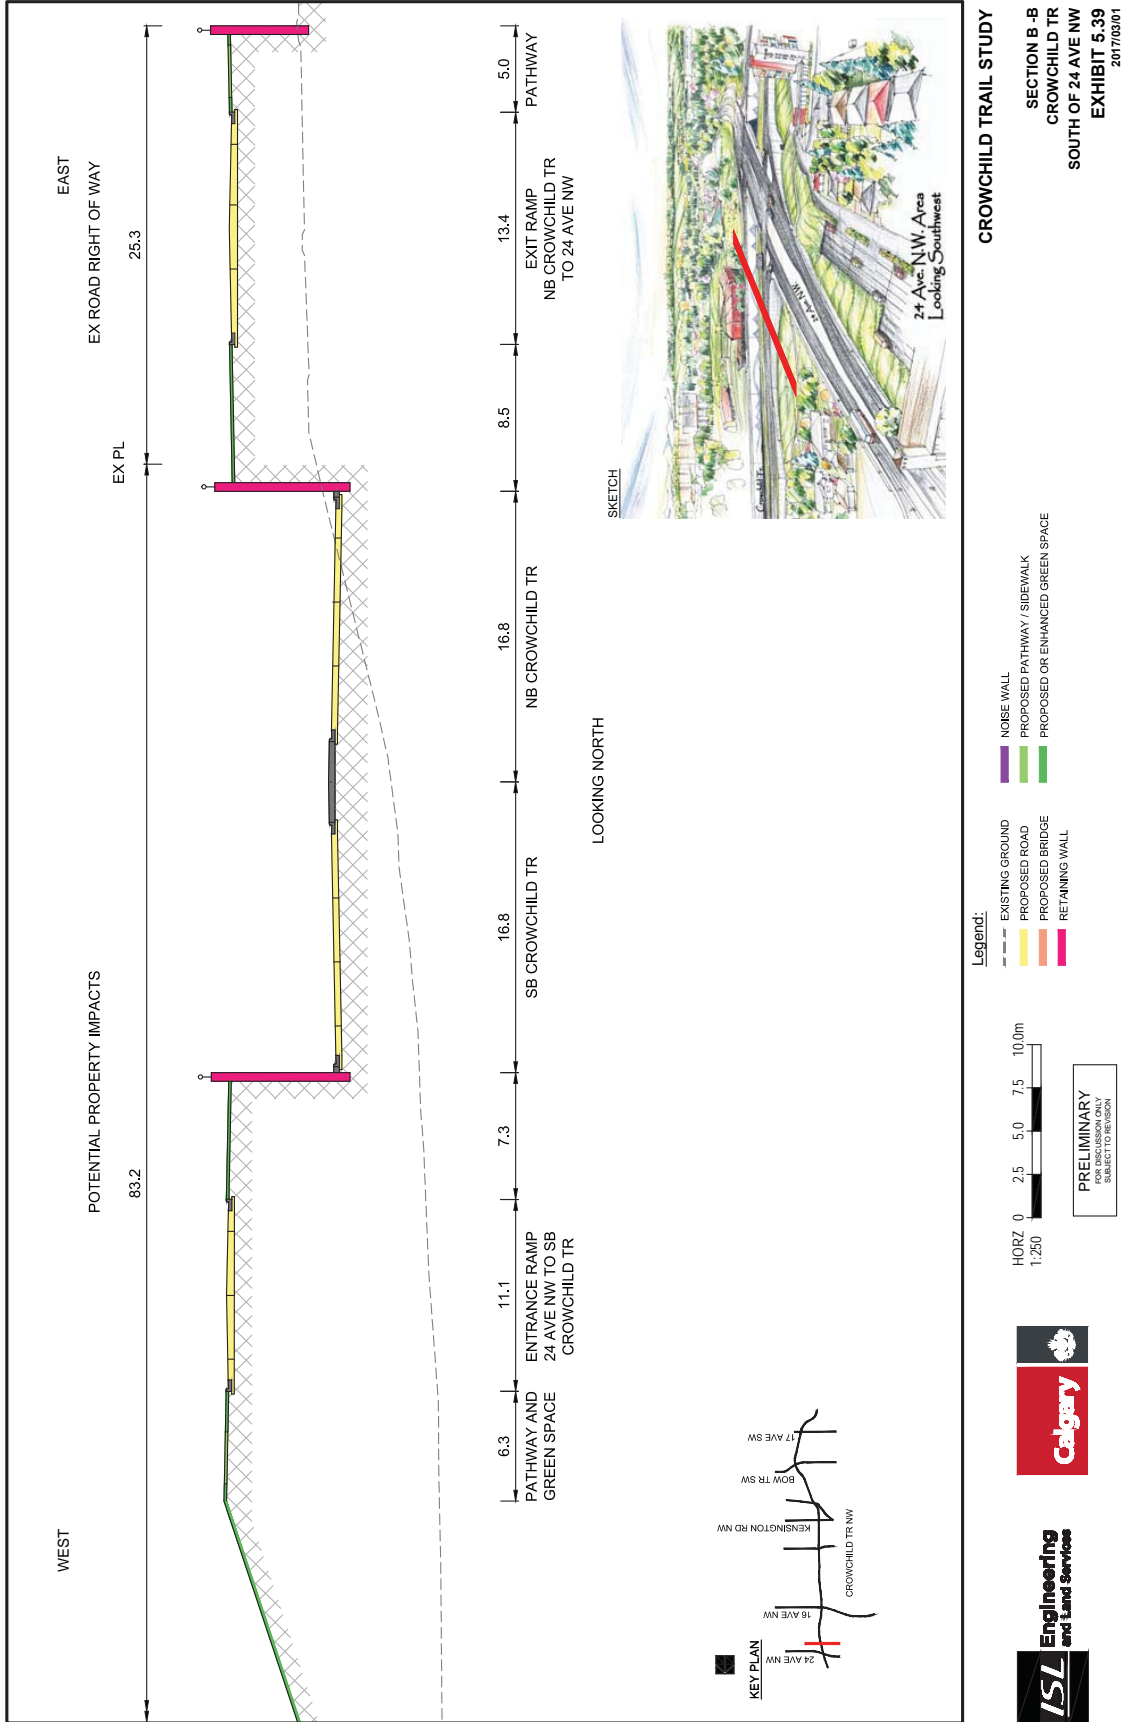 WEST
EAST
POTENTIAL PROPERTY IMPACTS
EX PL
EX ROAD RIGHT OF WAY
83.2
25.3
6.3
11.1
7.3
16.8
16.8
8.5
13.4
5.0
PATHWAY AND
GREEN SPACE
ENTRANCE RAMP
24 AVE NW TO SB
CROWCHILD TR
SB CROWCHILD TR
NB CROWCHILD TR
EXIT RAMP
NB CROWCHILD TR
TO 24 AVE NW
PATHWAY
LOOKING NORTH
SKETCH
Crowchild Tr.
24 Ave. N.W.
24 Ave. N.W. Area
Looking Southwest
KEY PLAN
24 AVE NW
16 AVE NW
CROWCHILD TR NW
KENSINGTON RD NW
BOW TR SW
17 AVE SW
ISL Engineering
and Land Services
Calgary
HORZ
1:250
0 2.5 5.0 7.5 10.0m
PRELIMINARY
FOR DISCUSSION ONLY
SUBJECT TO REVISION
Legend:
EXISTING GROUND
PROPOSED ROAD
PROPOSED BRIDGE
RETAINING WALL
NOISE WALL
PROPOSED PATHWAY / SIDEWALK
PROPOSED OR ENHANCED GREEN SPACE
CROWCHILD TRAIL STUDY
SECTION B -B
CROWCHILD TR
SOUTH OF 24 AVE NW
EXHIBIT 5.39
2017/03/01